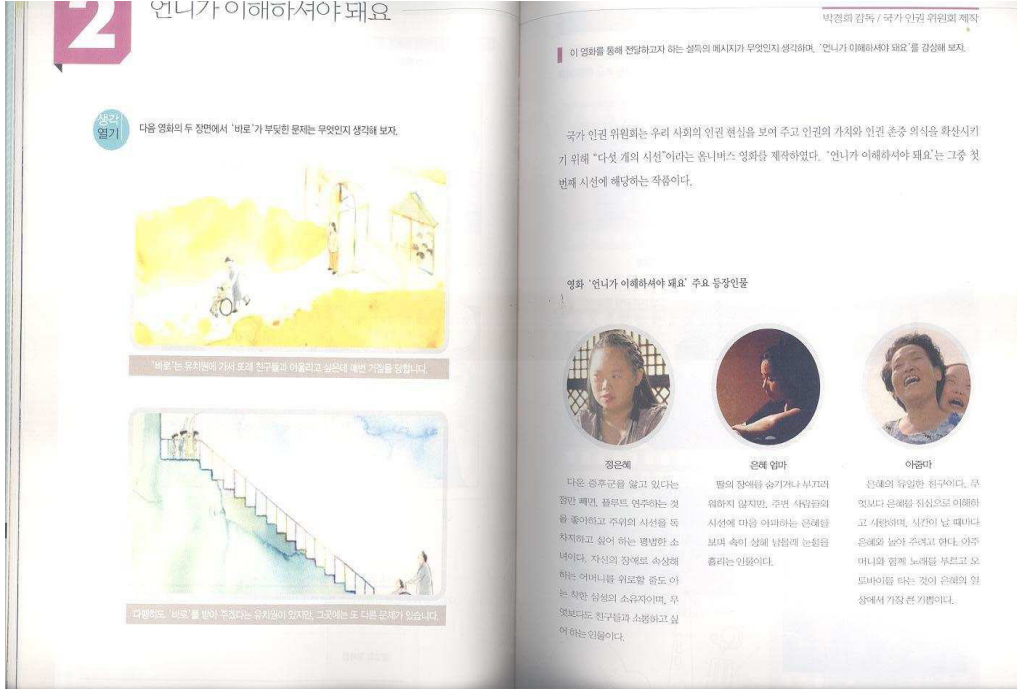 2
언니가 이해하셔야 돼요
생각
열기
다음 영화의 두 장면에서 '바로'가 부딪힌 문제는 무엇인지 생각해 보자.
'바로'는 유치원에 가서 또래 친구들과 어울리고 싶은데 매번 거절을 당합니다.
다행히도 '바로'를 받아 주겠다는 유치원이 있지만, 그곳에는 또 다른 문제가 있습니다.
박경희 감독 / 국가 인권 위원회 제작
이 영화를 통해 전달하고자 하는 설득의 메시지가 무엇인지 생각하며, '언니가 이해하셔야 돼요'를 감상해 보자.
국가 인권 위원회는 우리 사회의 인권 현실을 보여 주고 인권의 가치와 인권 존중 의식을 확산시키
기 위해 "다섯 개의 시선"이라는 옴니버스 영화를 제작하였다. '언니가 이해하셔야 돼요'는 그중 첫
번째 시선에 해당하는 작품이다.
영화 '언니가 이해하셔야 돼요' 주요 등장인물
정은혜
다운 증후군을 앓고 있다는
점만 빼면, 플루트 연주하는 것
을 좋아하고 주위의 시선을 독
차지하고 싶어 하는 평범한 소
녀이다. 자신의 장애로 속상해
하는 어머니를 위로할 줄도 아
는 착한 심성의 소유자이며, 무
엇보다도 친구들과 소통하고 싶
어 하는 인물이다.
은혜 엄마
딸의 장애를 숨기거나 부끄러
워하지 않지만, 주변 사람들의
시선에 마음 아파하는 은혜를
보며 속이 상해 남몰래 눈물을
흘리는 인물이다.
아줌마
은혜의 유일한 친구이다. 무
엇보다 은혜를 진심으로 이해하
고 사랑하며, 시간이 날 때마다
은혜와 놀아 주려고 한다. 아주
머니와 함께 노래를 부르고 오
토바이를 타는 것이 은혜의 일
상에서 가장 큰 기쁨이다.